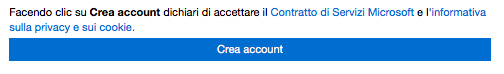 Facendo clic su Crea account dichiari di accettare il Contratto di Servizi Microsoft e l'informativa
sulla privacy e sui cookie.
Crea account